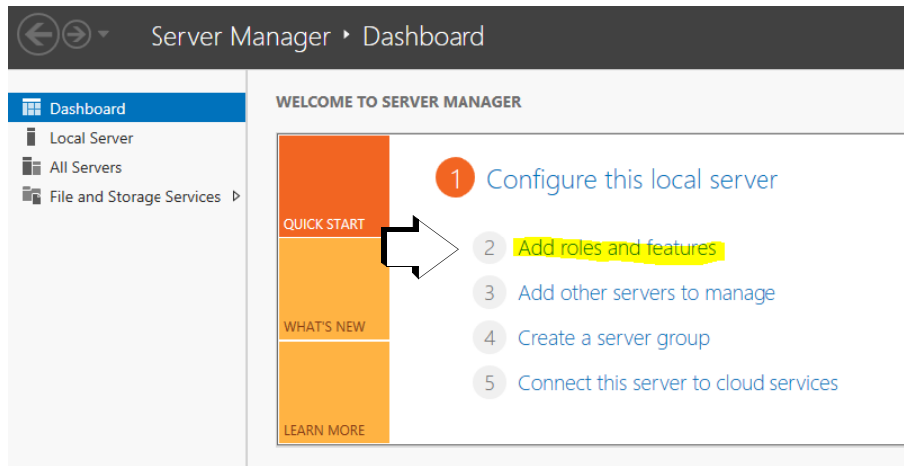 Server Manager ‣ Dashboard
Dashboard
Local Server
All Servers
File and Storage Services
WELCOME TO SERVER MANAGER
QUICK START
WHAT'S NEW
LEARN MORE
1 Configure this local server
2 Add roles and features
3 Add other servers to manage
4 Create a server group
5 Connect this server to cloud services